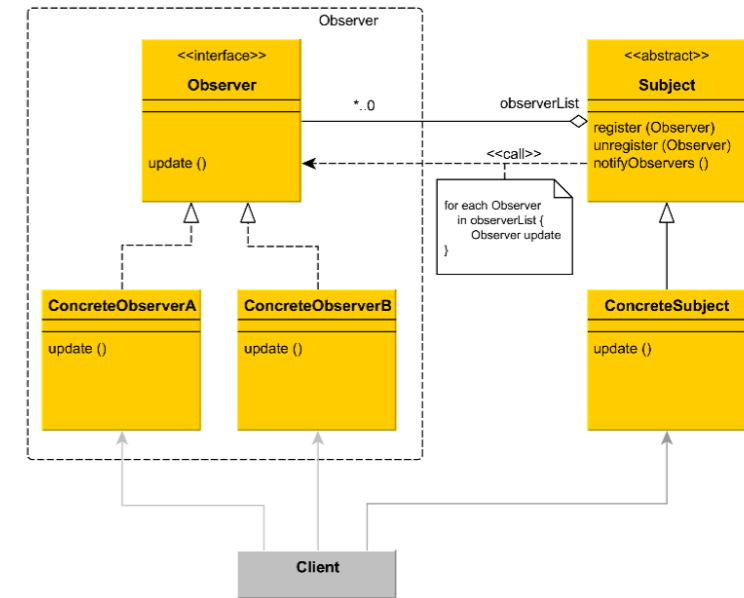 Observer
<<interface>>
Observer
update ()
*..0
observerList
<<abstract>>
Subject
register (Observer)
unregister (Observer)
notifyObservers ()
<<call>>
for each Observer
in observerList {
Observer update
}
ConcreteObserverA
update ()
ConcreteObserverB
update ()
ConcreteSubject
update ()
Client